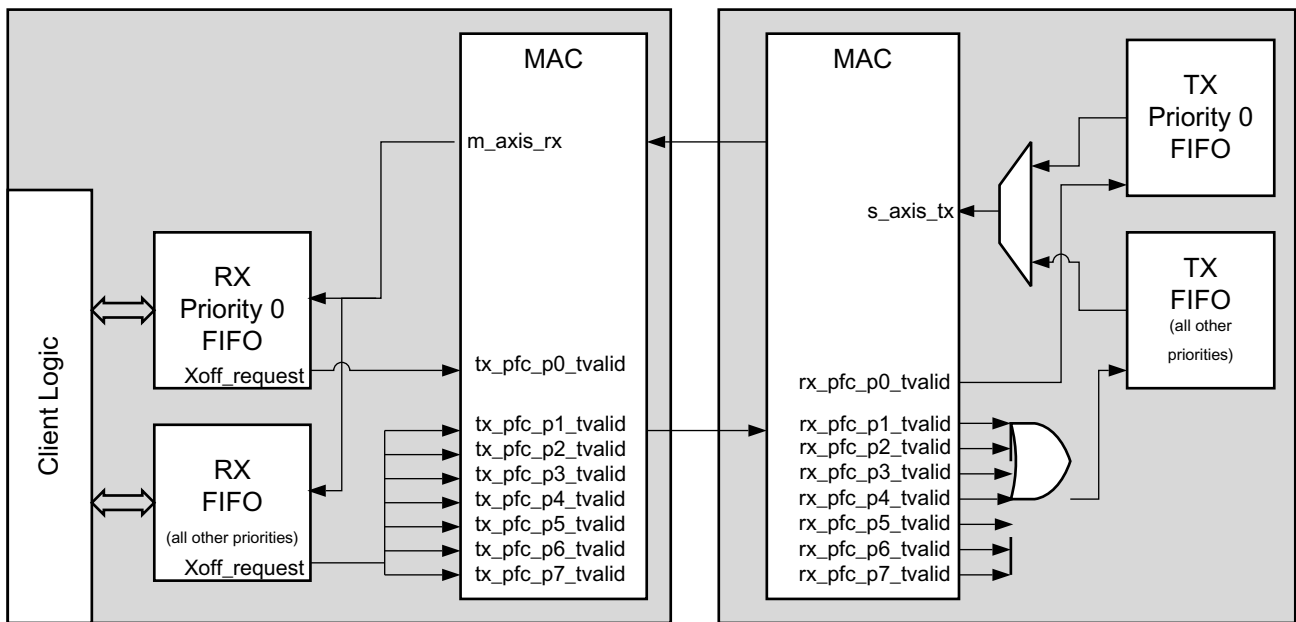 MAC
m_axis_rx
RX
Priority 0
FIFO
Xoff_request
tx_pfc_p0_tvalid
Client Logic
RX
FIFO
(all other priorities)
Xoff_request
tx_pfc_p1_tvalid
tx_pfc_p2_tvalid
tx_pfc_p3_tvalid
tx_pfc_p4_tvalid
tx_pfc_p5_tvalid
tx_pfc_p6_tvalid
tx_pfc_p7_tvalid
MAC
s_axis_tx
rx_pfc_p0_tvalid
rx_pfc_p1_tvalid
rx_pfc_p2_tvalid
rx_pfc_p3_tvalid
rx_pfc_p4_tvalid
rx_pfc_p5_tvalid
rx_pfc_p6_tvalid
rx_pfc_p7_tvalid
TX
Priority 0
FIFO
TX
FIFO
(all other
priorities)